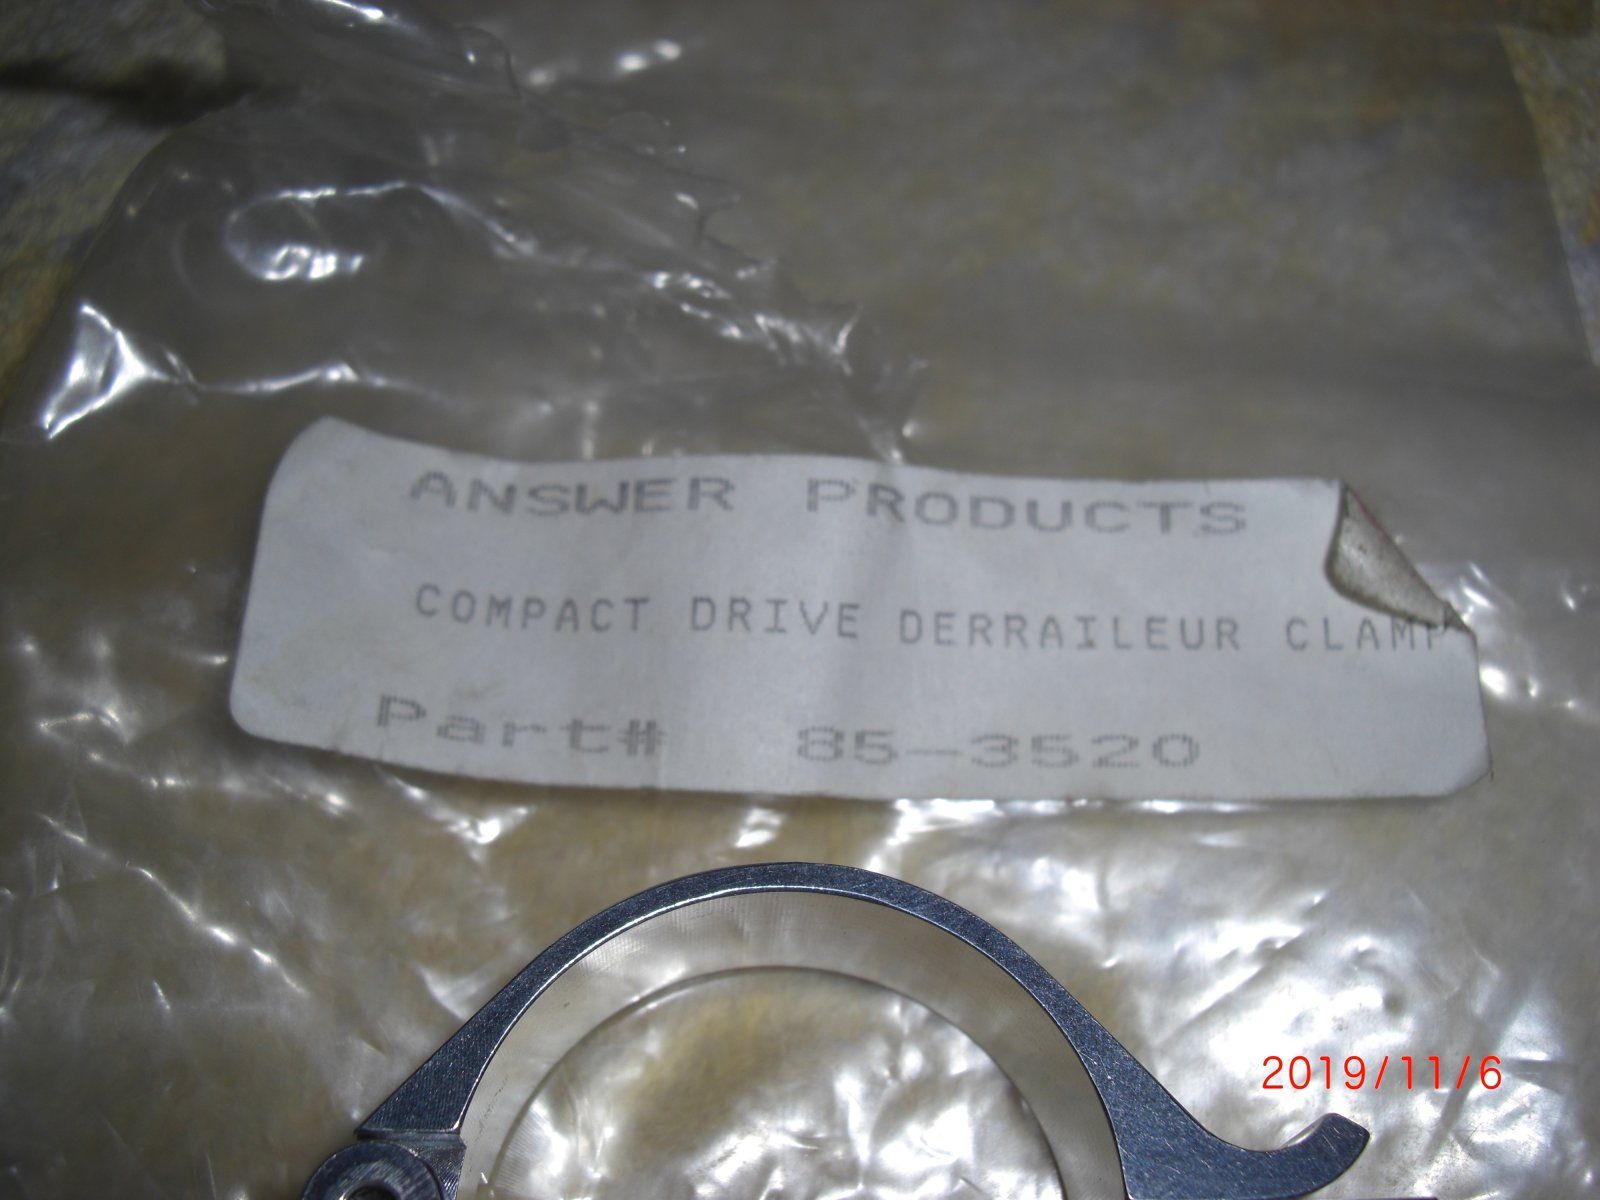 ANSWER PRODUCTS
COMPACT DRIVE DERRAILEUR CLAMP
Part# 85-3520
2019/11/6